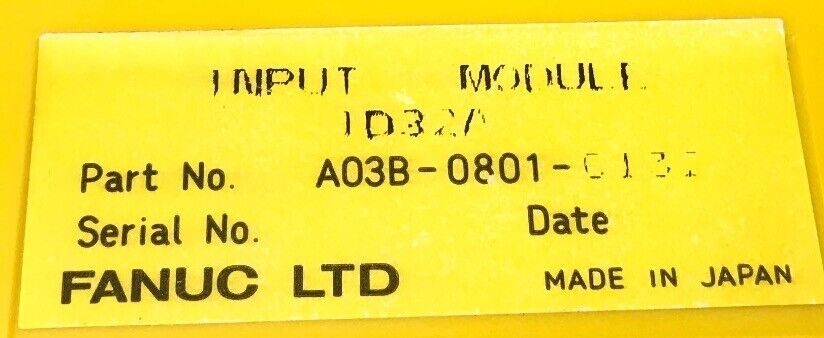 INPUT MODULE
ID32A
Part No. A03B-0801-
Serial No. Date
FANUC LTD MADE IN JAPAN